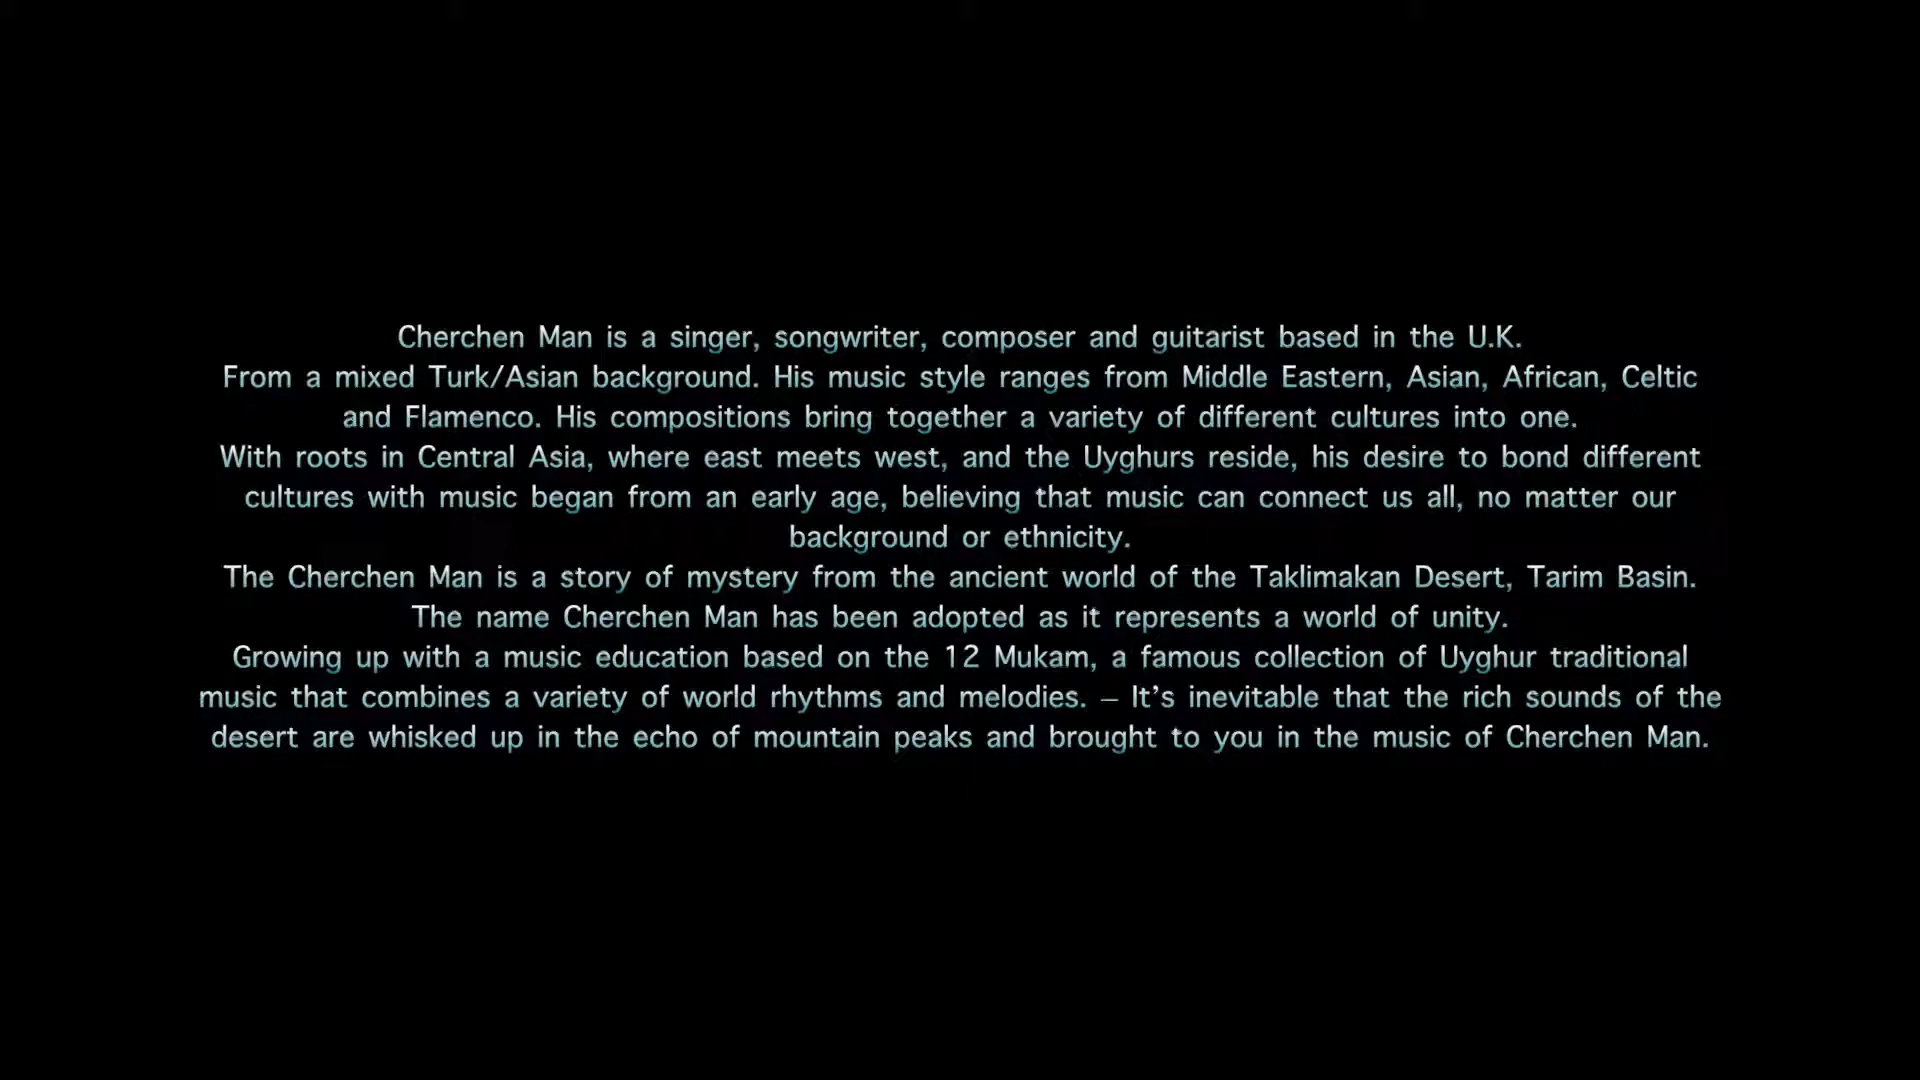 Cherchen Man is a singer, songwriter, composer and guitarist based in the U.K.
From a mixed Turk/Asian background. His music style ranges from Middle Eastern, Asian, African, Celtic
and Flamenco. His compositions bring together a variety of different cultures into one.
With roots in Central Asia, where east meets west, and the Uyghurs reside, his desire to bond different
cultures with music began from an early age, believing that music can connect us all, no matter our
background or ethnicity.
The Cherchen Man is a story of mystery from the ancient world of the Taklimakan Desert, Tarim Basin.
The name Cherchen Man has been adopted as it represents a world of unity.
Growing up with a music education based on the 12 Mukam, a famous collection of Uyghur traditional
music that combines a variety of world rhythms and melodies. – It’s inevitable that the rich sounds of the
desert are whisked up in the echo of mountain peaks and brought to you in the music of Cherchen Man.